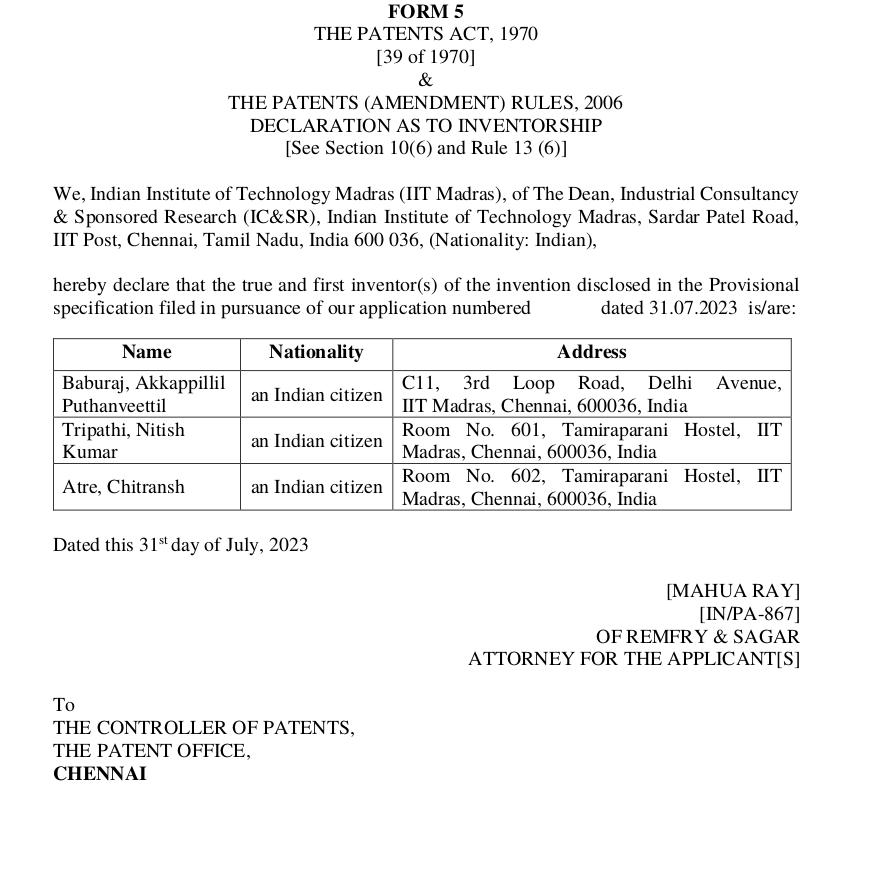 FORM 5
THE PATENTS ACT, 1970
[39 of 1970]
&
THE PATENTS (AMENDMENT) RULES, 2006
DECLARATION AS TO INVENTORSHIP
[See Section 10(6) and Rule 13 (6)]
We, Indian Institute of Technology Madras (IIT Madras), of The Dean, Industrial Consultancy
& Sponsored Research (IC&SR), Indian Institute of Technology Madras, Sardar Patel Road,
IIT Post, Chennai, Tamil Nadu, India 600 036, (Nationality: Indian),
hereby declare that the true and first inventor(s) of the invention disclosed in the Provisional
specification filed in pursuance of our application numbered dated 31.07.2023 is/are:
Name Nationality Address
Baburaj, Akkappillil
Puthanveettil
an Indian citizen
C11, 3rd Loop Road, Delhi Avenue,
IIT Madras, Chennai, 600036, India
Tripathi, Nitish
Kumar
an Indian citizen
Room No. 601, Tamiraparani Hostel, IIT
Madras, Chennai, 600036, India
Atre, Chitransh
an Indian citizen
Room No. 602, Tamiraparani Hostel, IIT
Madras, Chennai, 600036, India
Dated this 31st day of July, 2023
[MAHUA RAY]
[IN/PA-867]
OF REMFRY & SAGAR
ATTORNEY FOR THE APPLICANT[S]
To
THE CONTROLLER OF PATENTS,
THE PATENT OFFICE,
CHENNAI